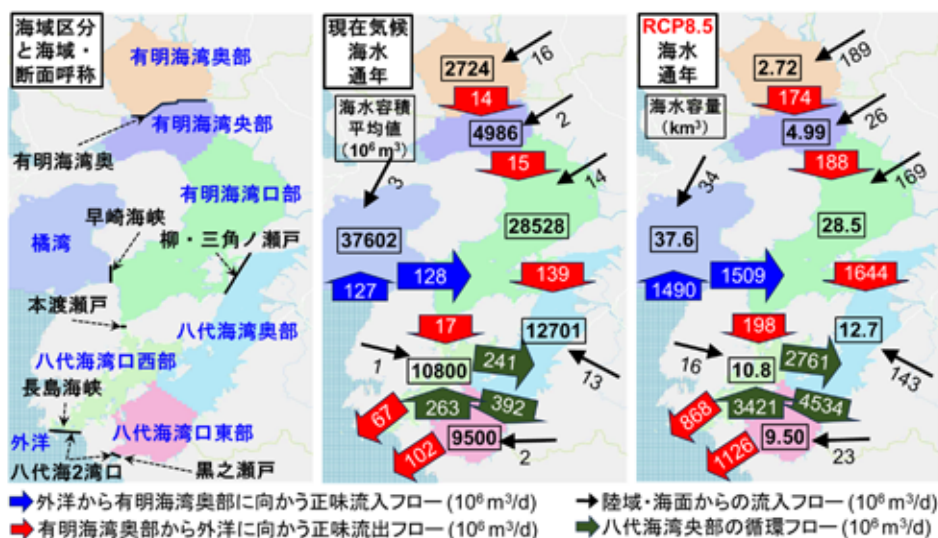 海域区分
と海域・
断面呼称
有明海湾奥部
有明海湾央部
有明海湾奥
有明海湾口部
早崎海峡
橘湾
柳・三角ノ瀬戸
本渡瀬戸
八代海湾奥部
八代海湾口西部
長島海峡
外洋
八代海湾口東部
八代海2湾口
黒之瀬戸
現在気候
海水
通年
2724
16
14
海水容積
平均値
(10⁶ m³)
4986
2
15
3
14
37602
28528
127
128
139
17
12701
1
10800
241
13
67
263
392
102
9500
2
RCP8.5
海水
通年
2.72
189
174
海水容量
(km³)
4.99
26
188
34
169
37.6
28.5
1490
1509
1644
198
12.7
16
10.8
2761
143
868
3421
4534
1126
9.50
23
外洋から有明海湾奥部に向かう正味流入フロー (10⁶ m³/d)
陸域・海面からの流入フロー (10⁶ m³/d)
有明海湾奥部から外洋に向かう正味流出フロー (10⁶ m³/d)
八代海湾央部の循環フロー (10⁶ m³/d)